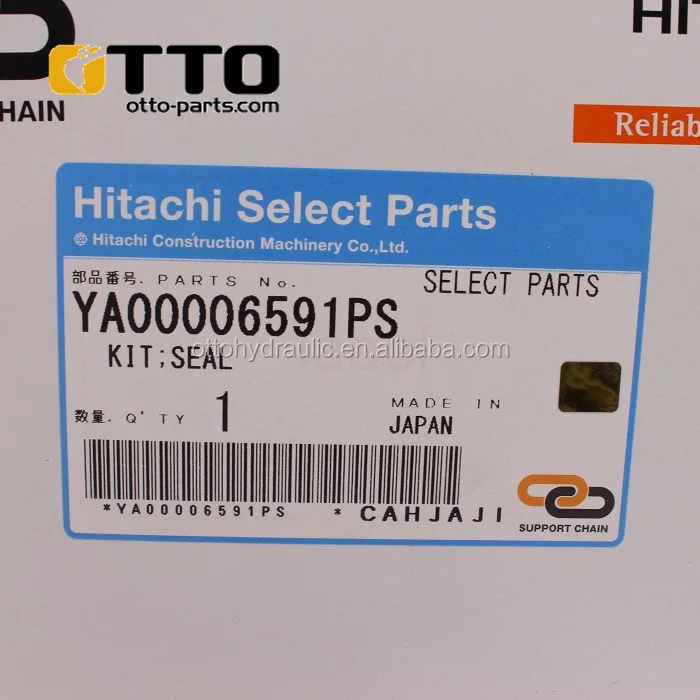 HIT
OTTO
CHAIN
otto-parts.com
Reliab
Hitachi Select Parts
Hitachi Construction Machinery Co.,Ltd.
部品番号. PARTS No.
SELECT PARTS
YA00006591PS
ottohydraulic.en.alibaba.com
KIT;SEAL
数量. Q'TY 1
MADE IN
JAPAN
*YA00006591PS * CAHJAJI
SUPPORT CHAIN